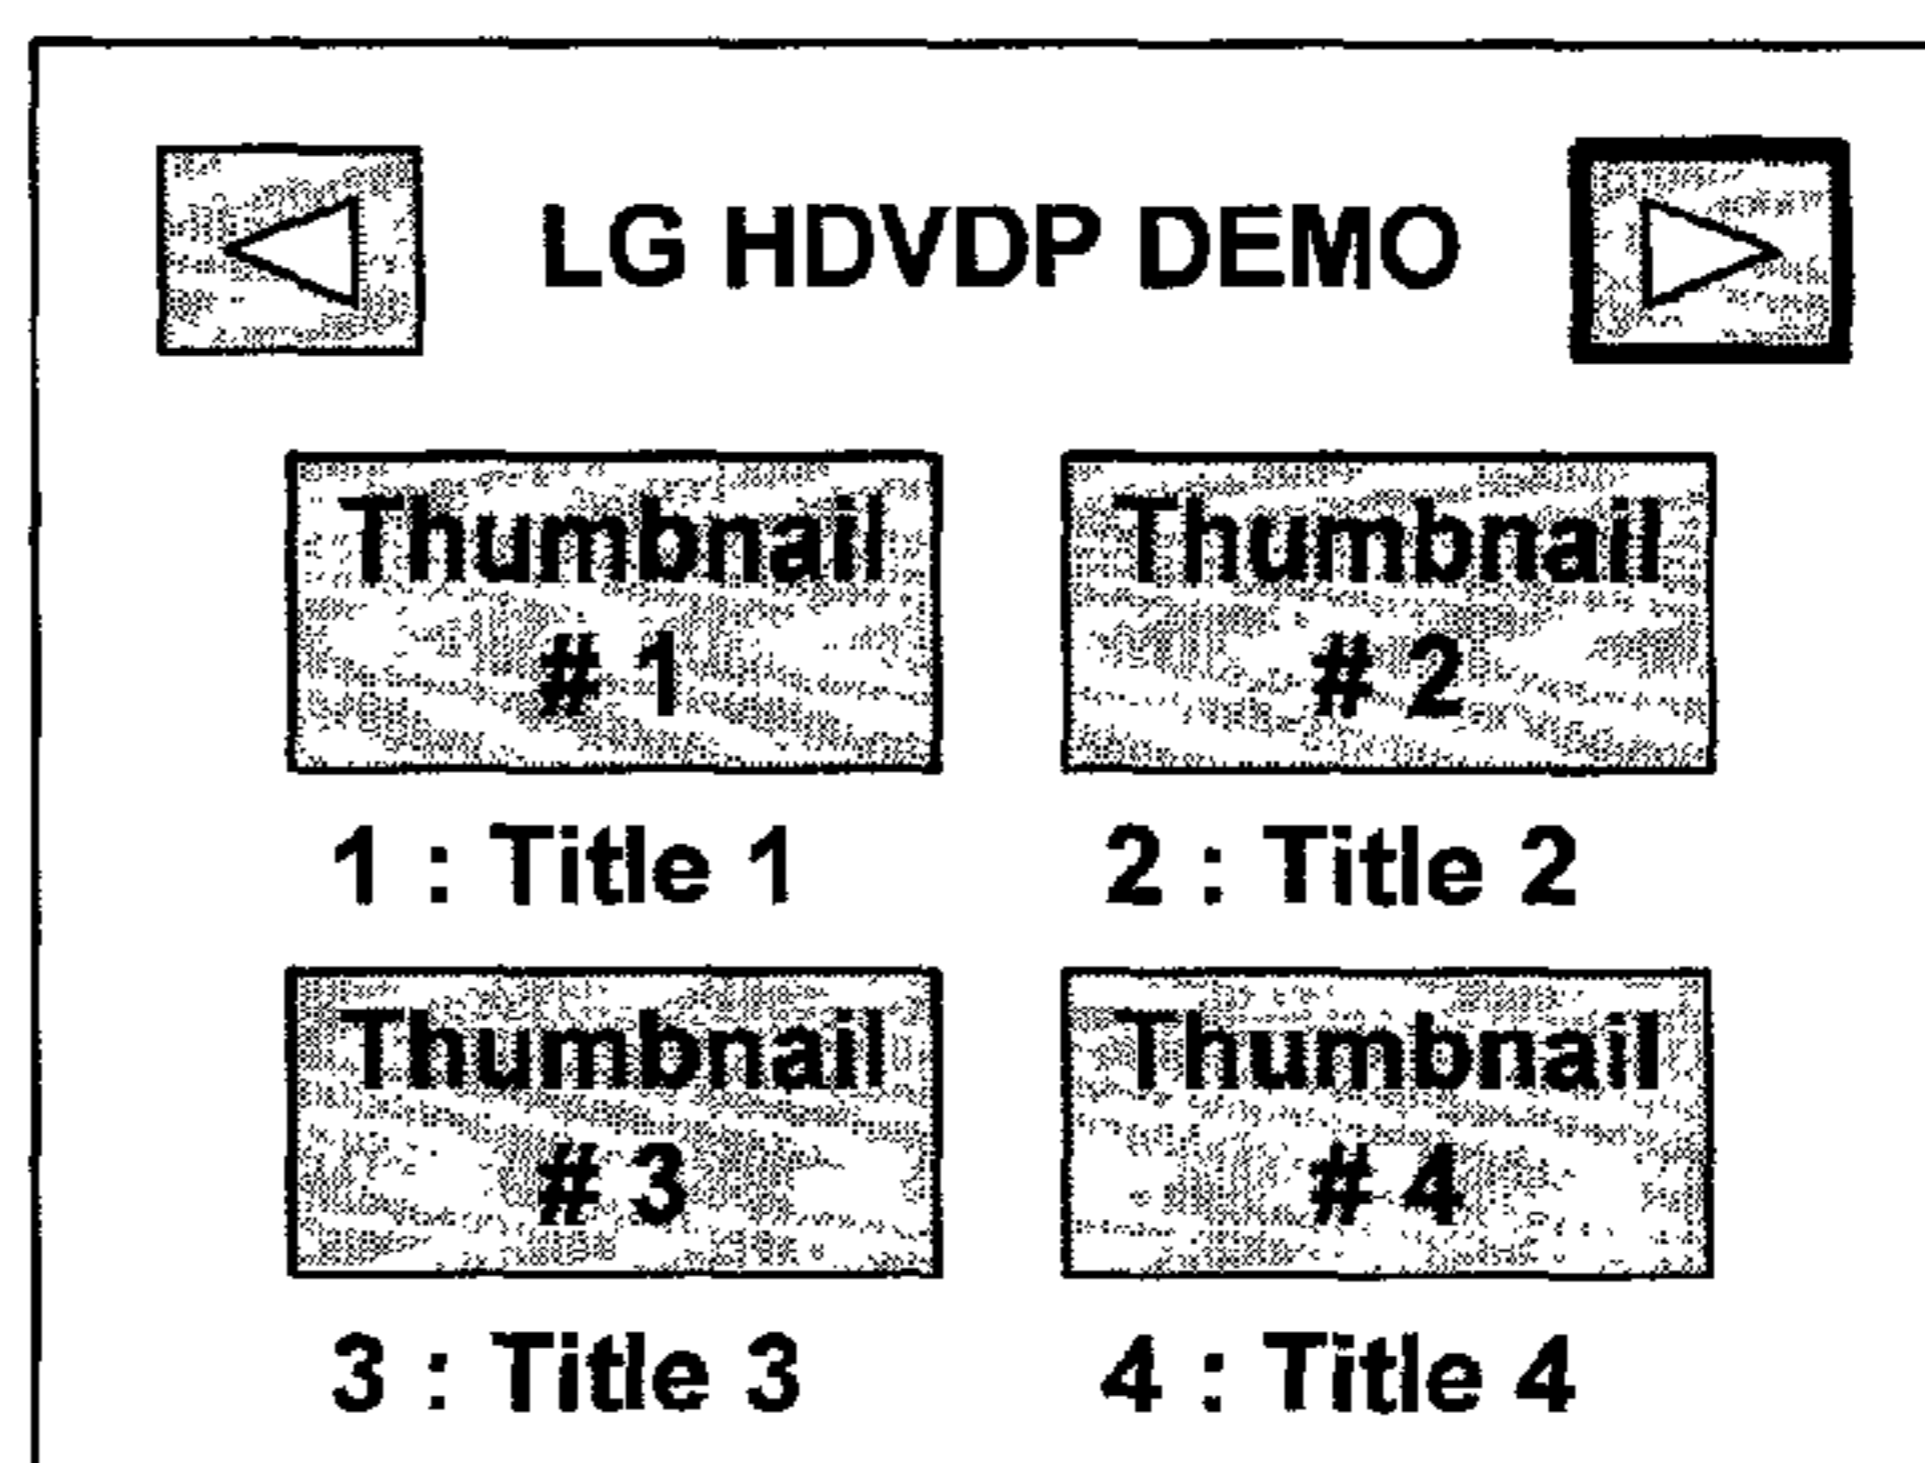 LG HDVDP DEMO
Thumbnail
# 1
Thumbnail
# 2
1 : Title 1
2 : Title 2
Thumbnail
# 3
Thumbnail
# 4
3 : Title 3
4 : Title 4